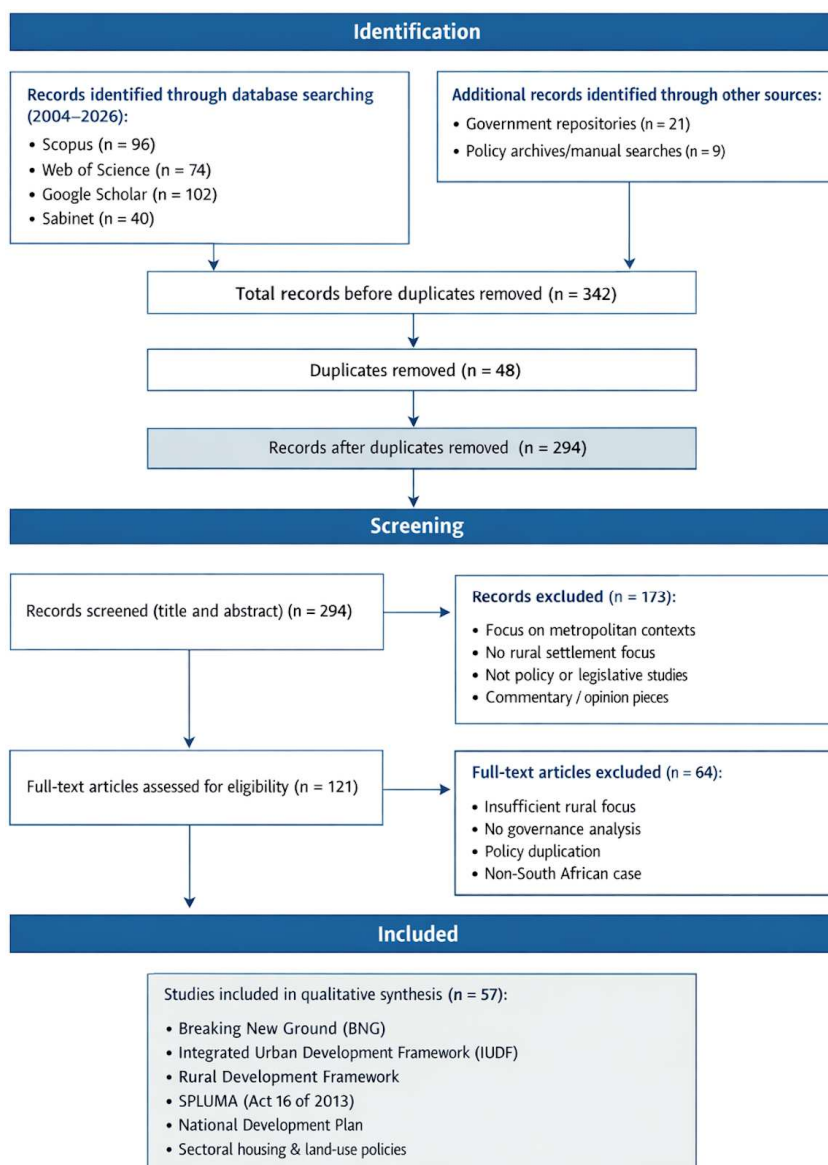 Identification
Records identified through database searching
(2004–2026):
• Scopus (n = 96)
• Web of Science (n = 74)
• Google Scholar (n = 102)
• Sabinet (n = 40)
Additional records identified through other sources:
• Government repositories (n = 21)
• Policy archives/manual searches (n = 9)
Total records before duplicates removed (n = 342)
Duplicates removed (n = 48)
Records after duplicates removed (n = 294)
Screening
Records screened (title and abstract) (n = 294)
Records excluded (n = 173):
• Focus on metropolitan contexts
• No rural settlement focus
• Not policy or legislative studies
• Commentary / opinion pieces
Full-text articles assessed for eligibility (n = 121)
Full-text articles excluded (n = 64):
• Insufficient rural focus
• No governance analysis
• Policy duplication
• Non-South African case
Included
Studies included in qualitative synthesis (n = 57):
• Breaking New Ground (BNG)
• Integrated Urban Development Framework (IUDF)
• Rural Development Framework
• SPLUMA (Act 16 of 2013)
• National Development Plan
• Sectoral housing & land-use policies